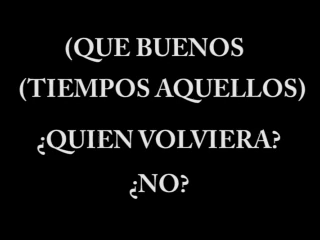 (QUE BUENOS
(TIEMPOS AQUELLOS)
¿QUIEN VOLVIERA?
¿NO?